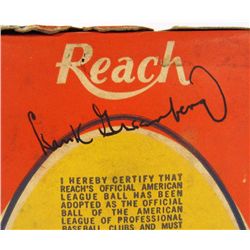 Reach
Hank Greenberg
I HEREBY CERTIFY THAT
REACH'S OFFICIAL AMERICAN
LEAGUE BALL HAS BEEN
ADOPTED AS THE OFFICIAL
BALL OF THE AMERICAN
LEAGUE OF PROFESSIONAL
BASEBALL CLUBS AND MUST